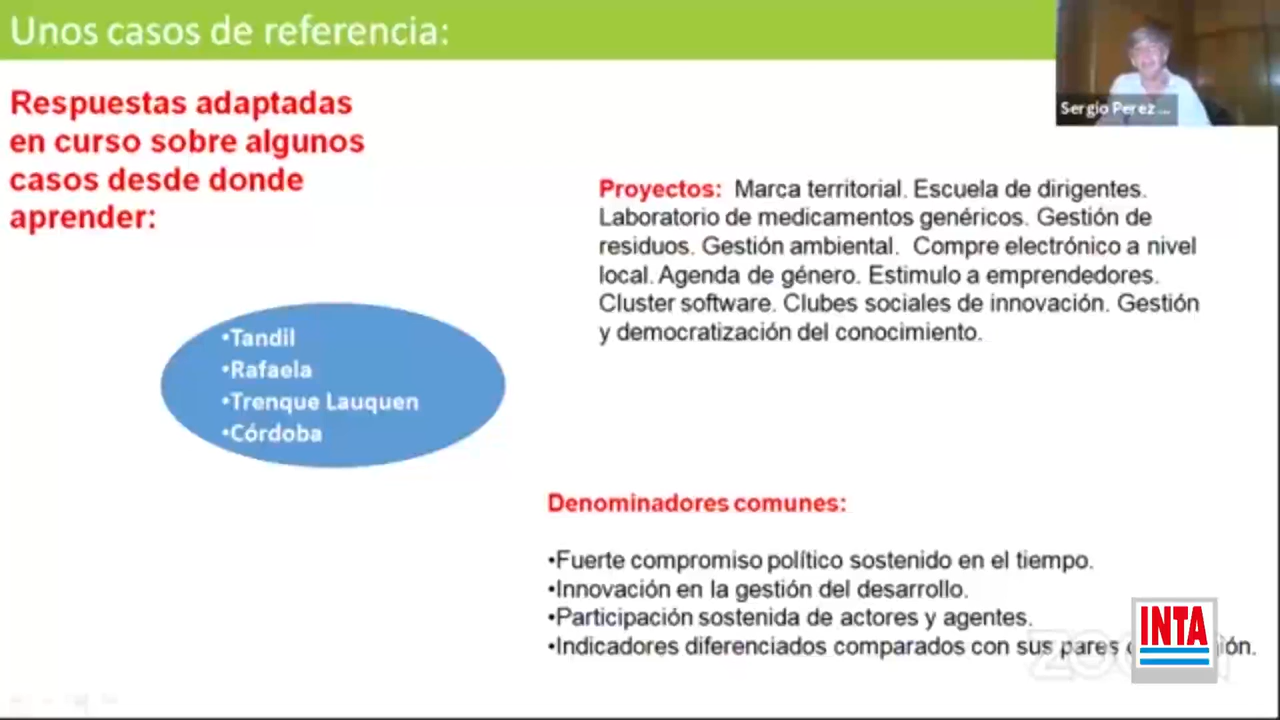 Unos casos de referencia:
Sergio Perez ...
Respuestas adaptadas
en curso sobre algunos
casos desde donde
aprender:
Proyectos: Marca territorial. Escuela de dirigentes.
Laboratorio de medicamentos genéricos. Gestión de
residuos. Gestión ambiental. Compre electrónico a nivel
local. Agenda de género. Estimulo a emprendedores.
Cluster software. Clubes sociales de innovación. Gestión
y democratización del conocimiento.
•Tandil
•Rafaela
•Trenque Lauquen
•Córdoba
Denominadores comunes:
•Fuerte compromiso político sostenido en el tiempo.
•Innovación en la gestión del desarrollo.
•Participación sostenida de actores y agentes.
•Indicadores diferenciados comparados con sus pares
INTA